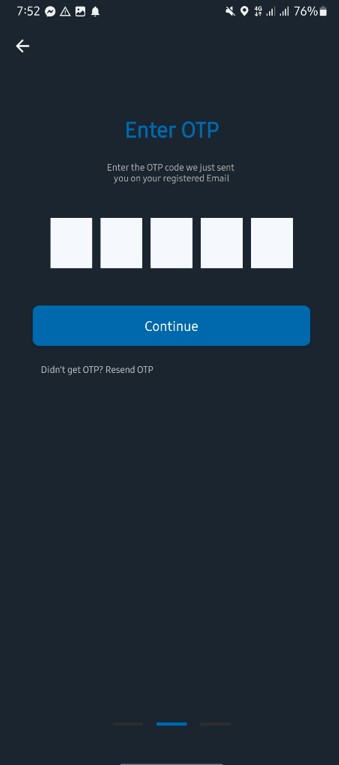 7:52 4G 76%
Enter OTP
Enter the OTP code we just sent
you on your registered Email
Continue
Didn't get OTP? Resend OTP